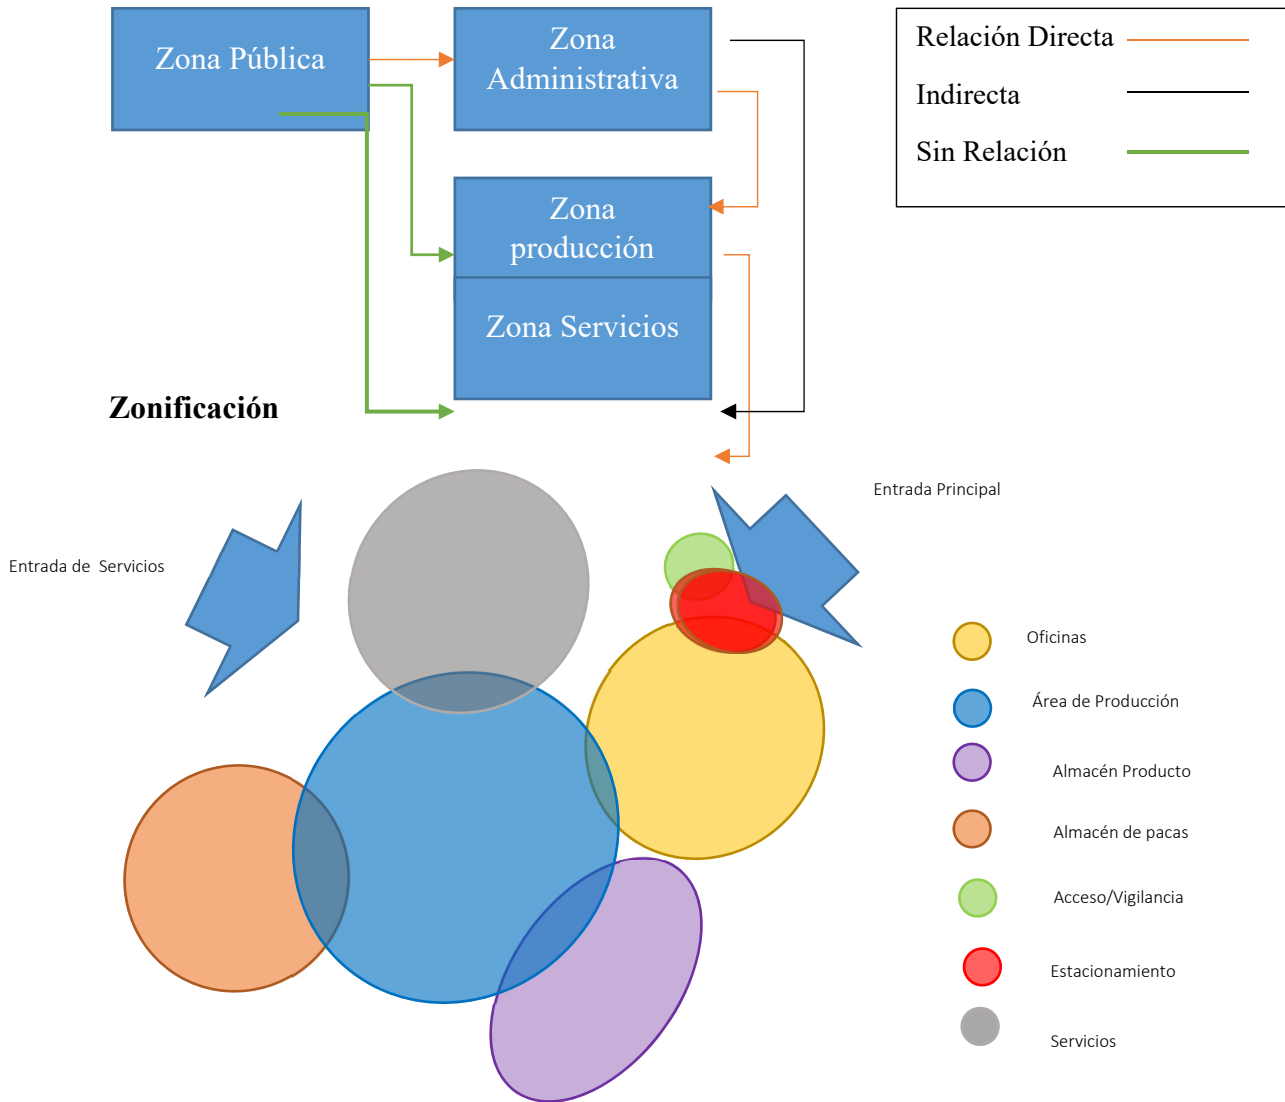 Zona Pública
Zona
Administrativa
Relación Directa
Indirecta
Sin Relación
Zona
producción
Zona Servicios
Zonificación
Entrada Principal
Entrada de Servicios
Oficinas
Área de Producción
Almacén Producto
Almacén de pacas
Acceso/Vigilancia
Estacionamiento
Servicios